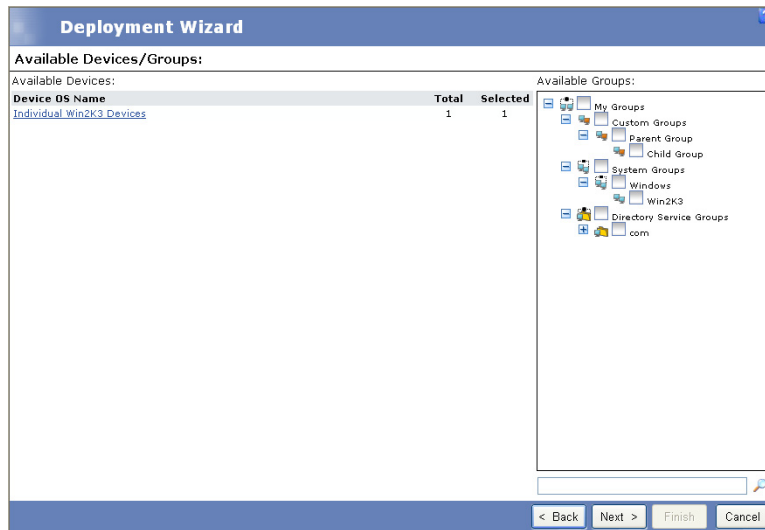 Deployment Wizard
Available Devices/Groups:
Available Devices:
Device OS Name Total Selected
Individual Win2K3 Devices 1 1
Available Groups:
My Groups
Custom Groups
Parent Group
Child Group
System Groups
Windows
Win2K3
Directory Service Groups
com
< Back Next > Finish Cancel